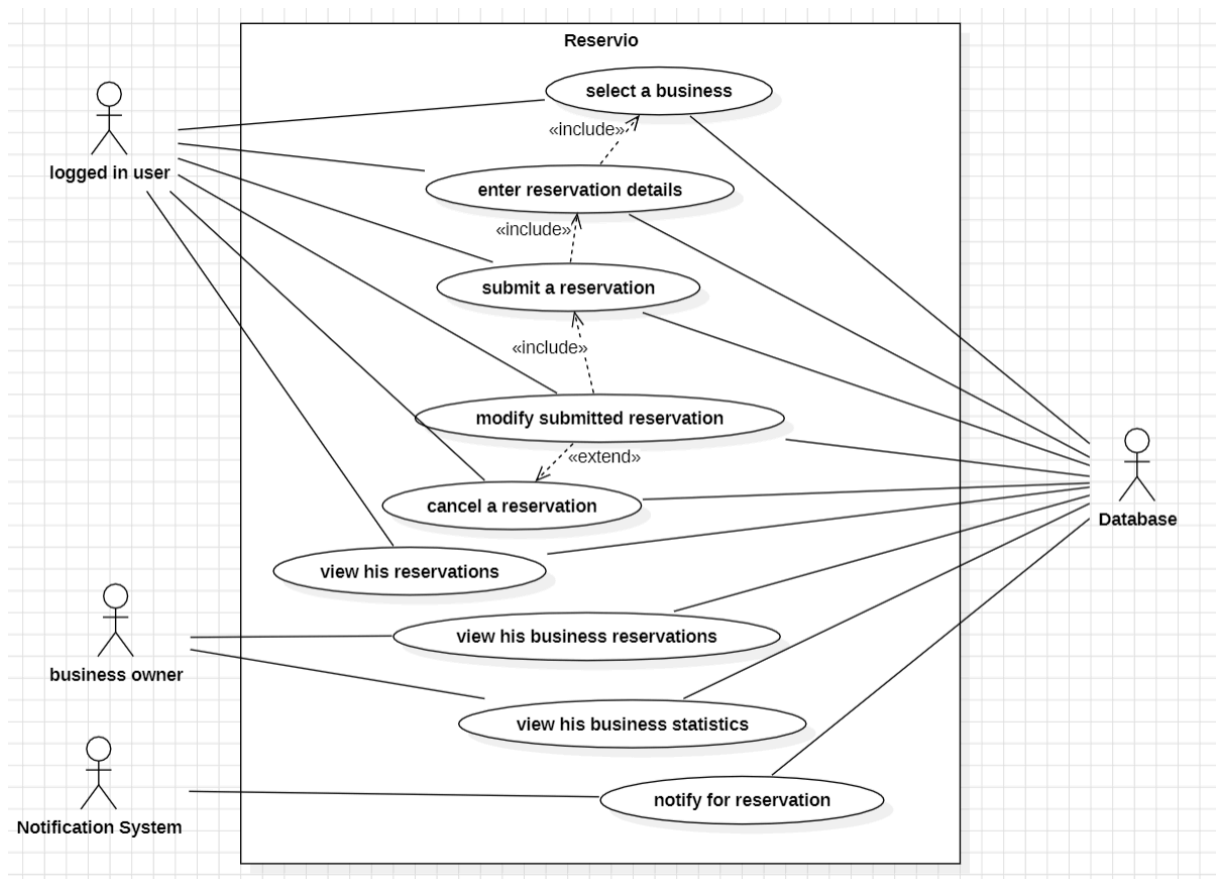 Reservio
select a business
«include»
logged in user
enter reservation details
«include»
submit a reservation
«include»
modify submitted reservation
«extend»
cancel a reservation
Database
view his reservations
view his business reservations
business owner
view his business statistics
notify for reservation
Notification System